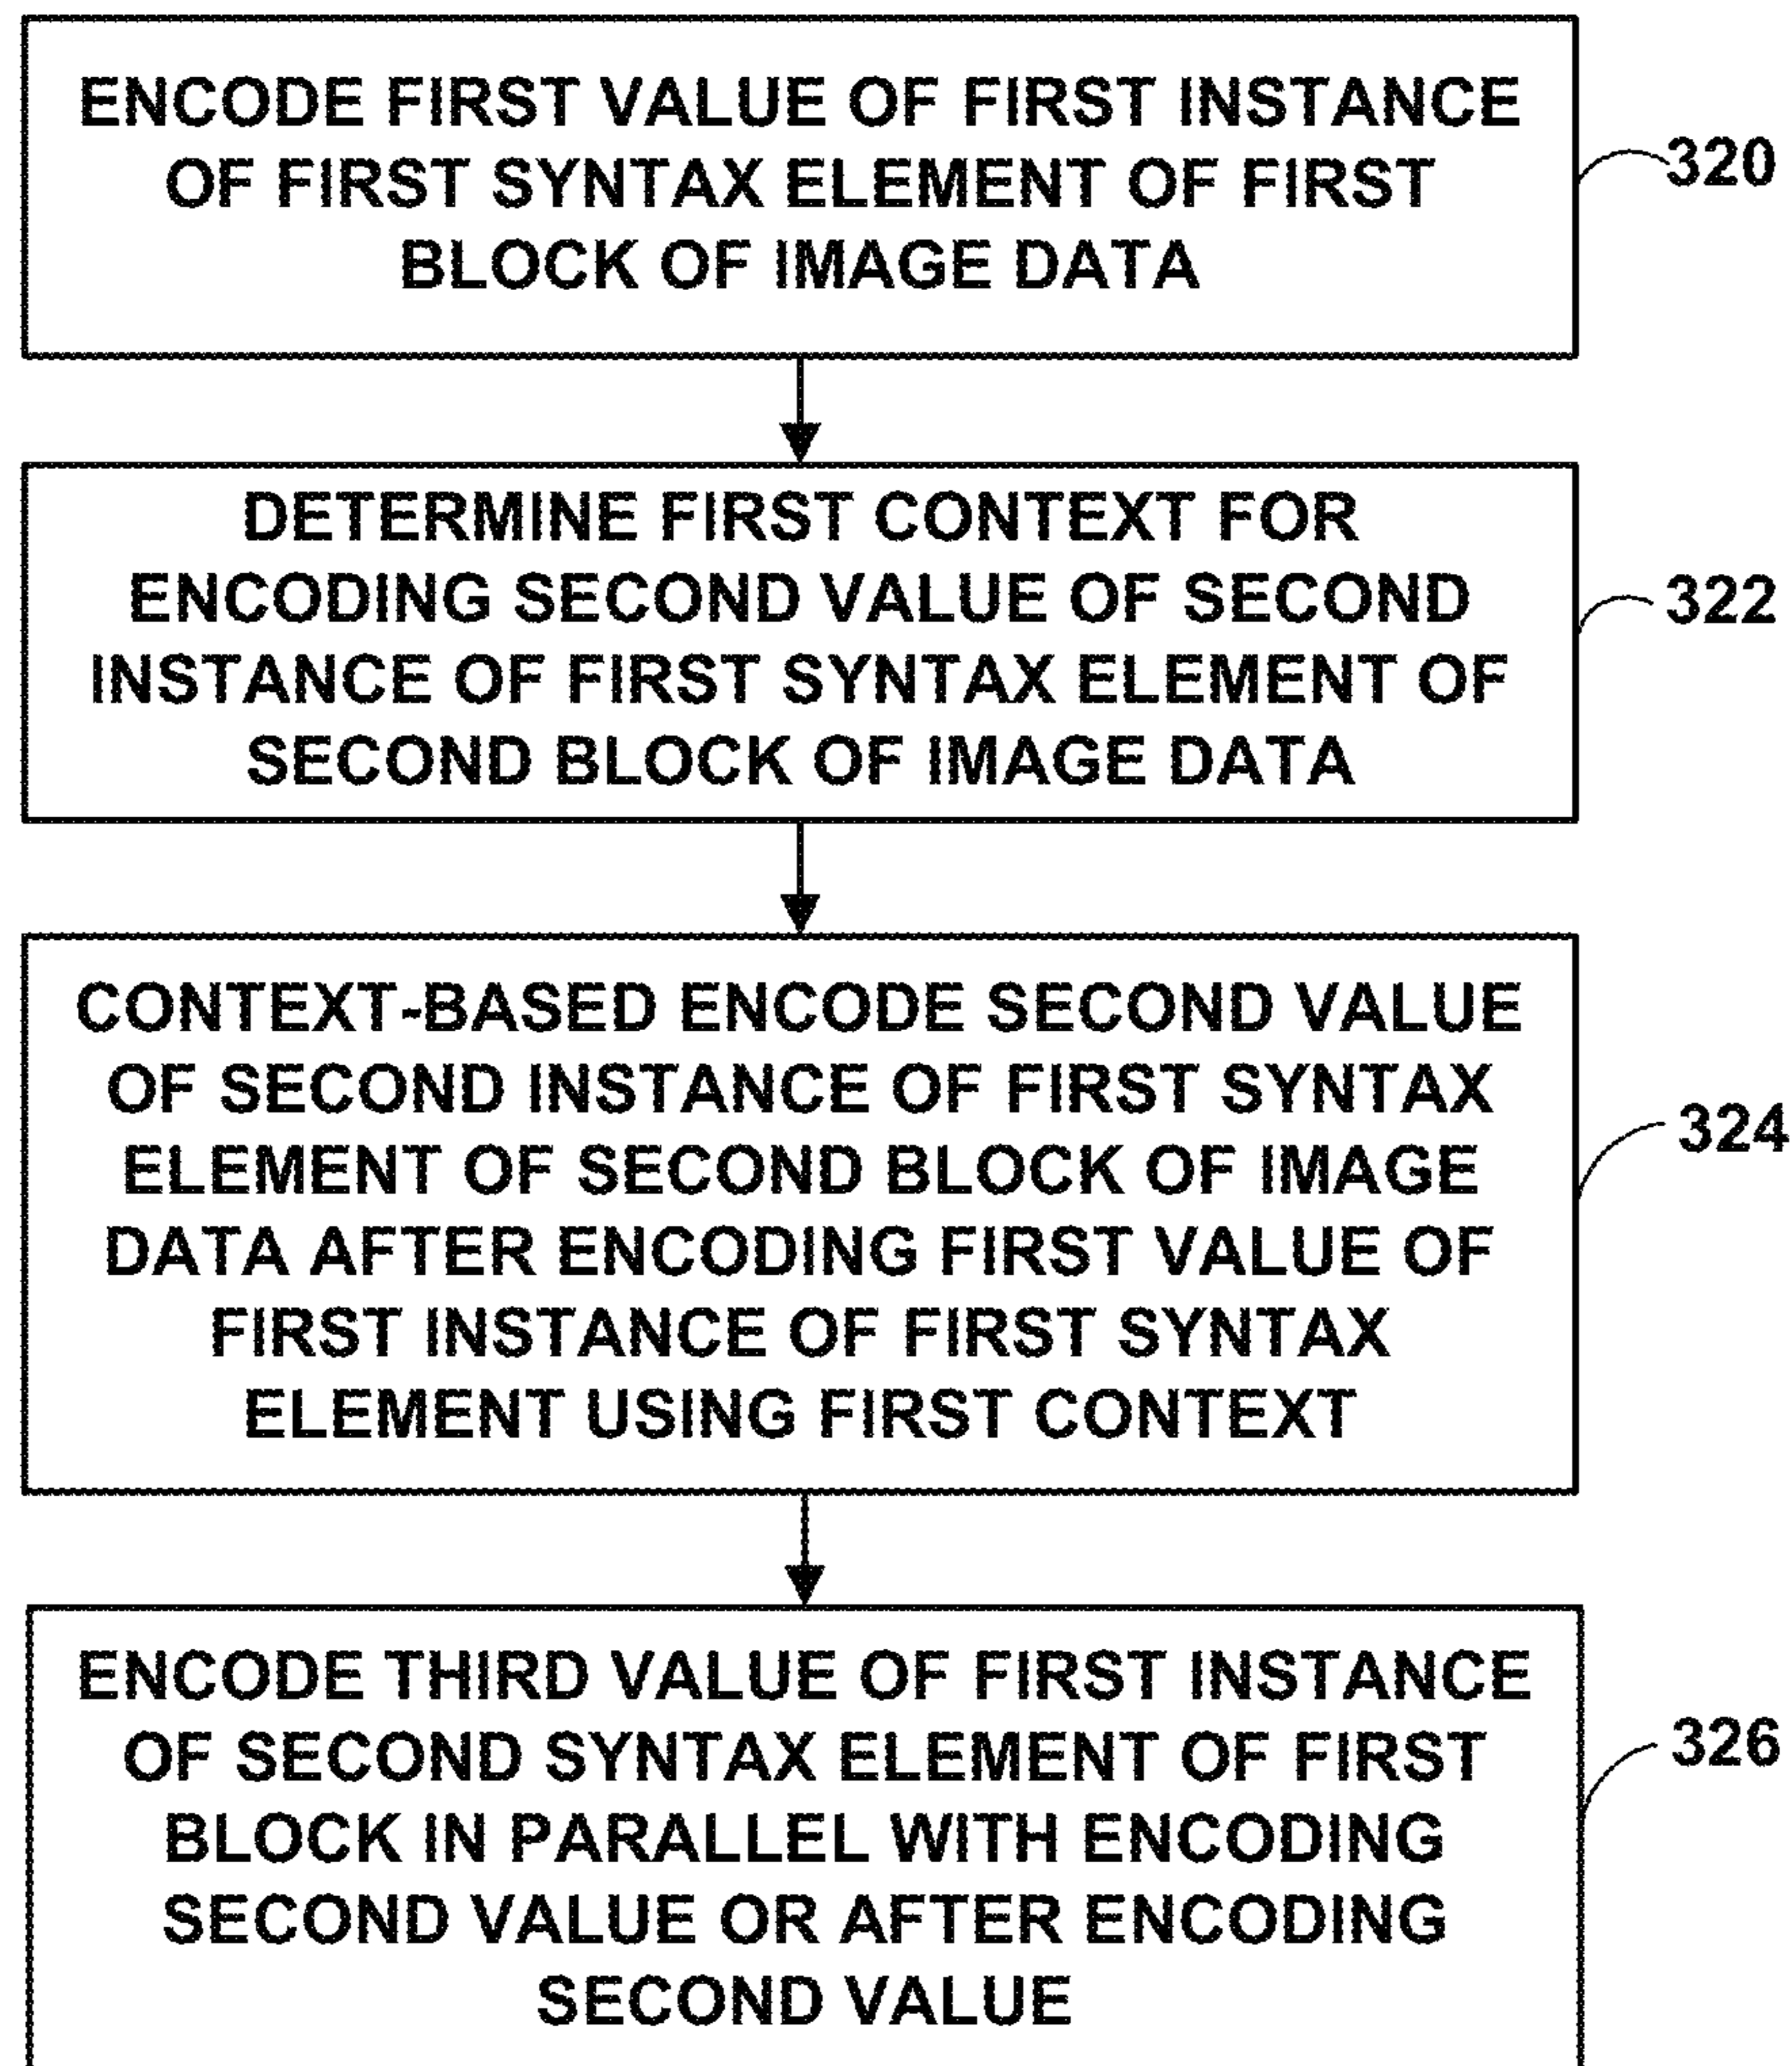 ENCODE FIRST VALUE OF FIRST INSTANCE
OF FIRST SYNTAX ELEMENT OF FIRST
BLOCK OF IMAGE DATA
320
DETERMINE FIRST CONTEXT FOR
ENCODING SECOND VALUE OF SECOND
INSTANCE OF FIRST SYNTAX ELEMENT OF
SECOND BLOCK OF IMAGE DATA
322
CONTEXT-BASED ENCODE SECOND VALUE
OF SECOND INSTANCE OF FIRST SYNTAX
ELEMENT OF SECOND BLOCK OF IMAGE
DATA AFTER ENCODING FIRST VALUE OF
FIRST INSTANCE OF FIRST SYNTAX
ELEMENT USING FIRST CONTEXT
324
ENCODE THIRD VALUE OF FIRST INSTANCE
OF SECOND SYNTAX ELEMENT OF FIRST
BLOCK IN PARALLEL WITH ENCODING
SECOND VALUE OR AFTER ENCODING
SECOND VALUE
326